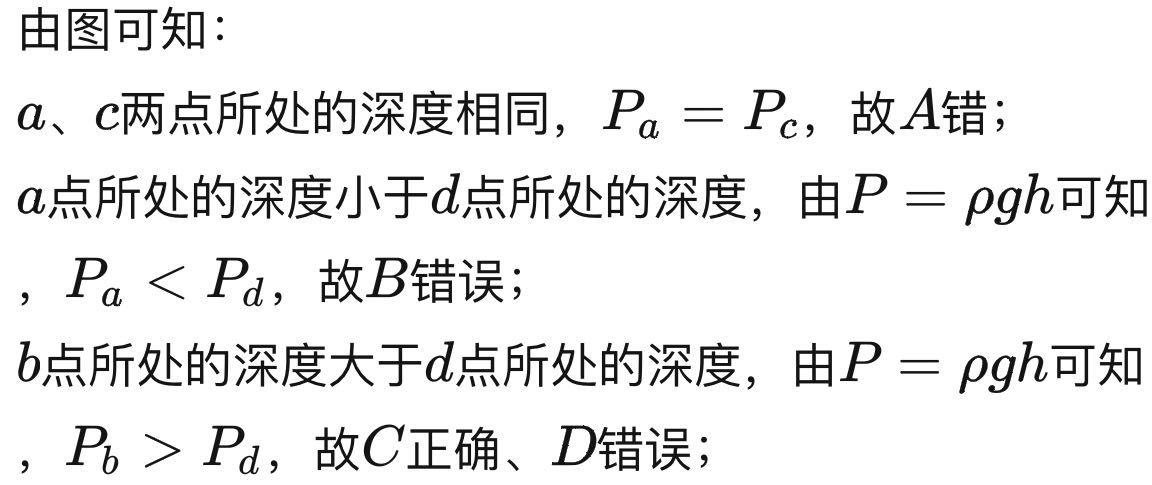 由图可知：
a、c两点所处的深度相同，P_a = P_c，故A错；
a点所处的深度小于d点所处的深度，由P = ρgh可知
，P_a < P_d，故B错误；
b点所处的深度大于d点所处的深度，由P = ρgh可知
，P_b > P_d，故C正确、D错误；